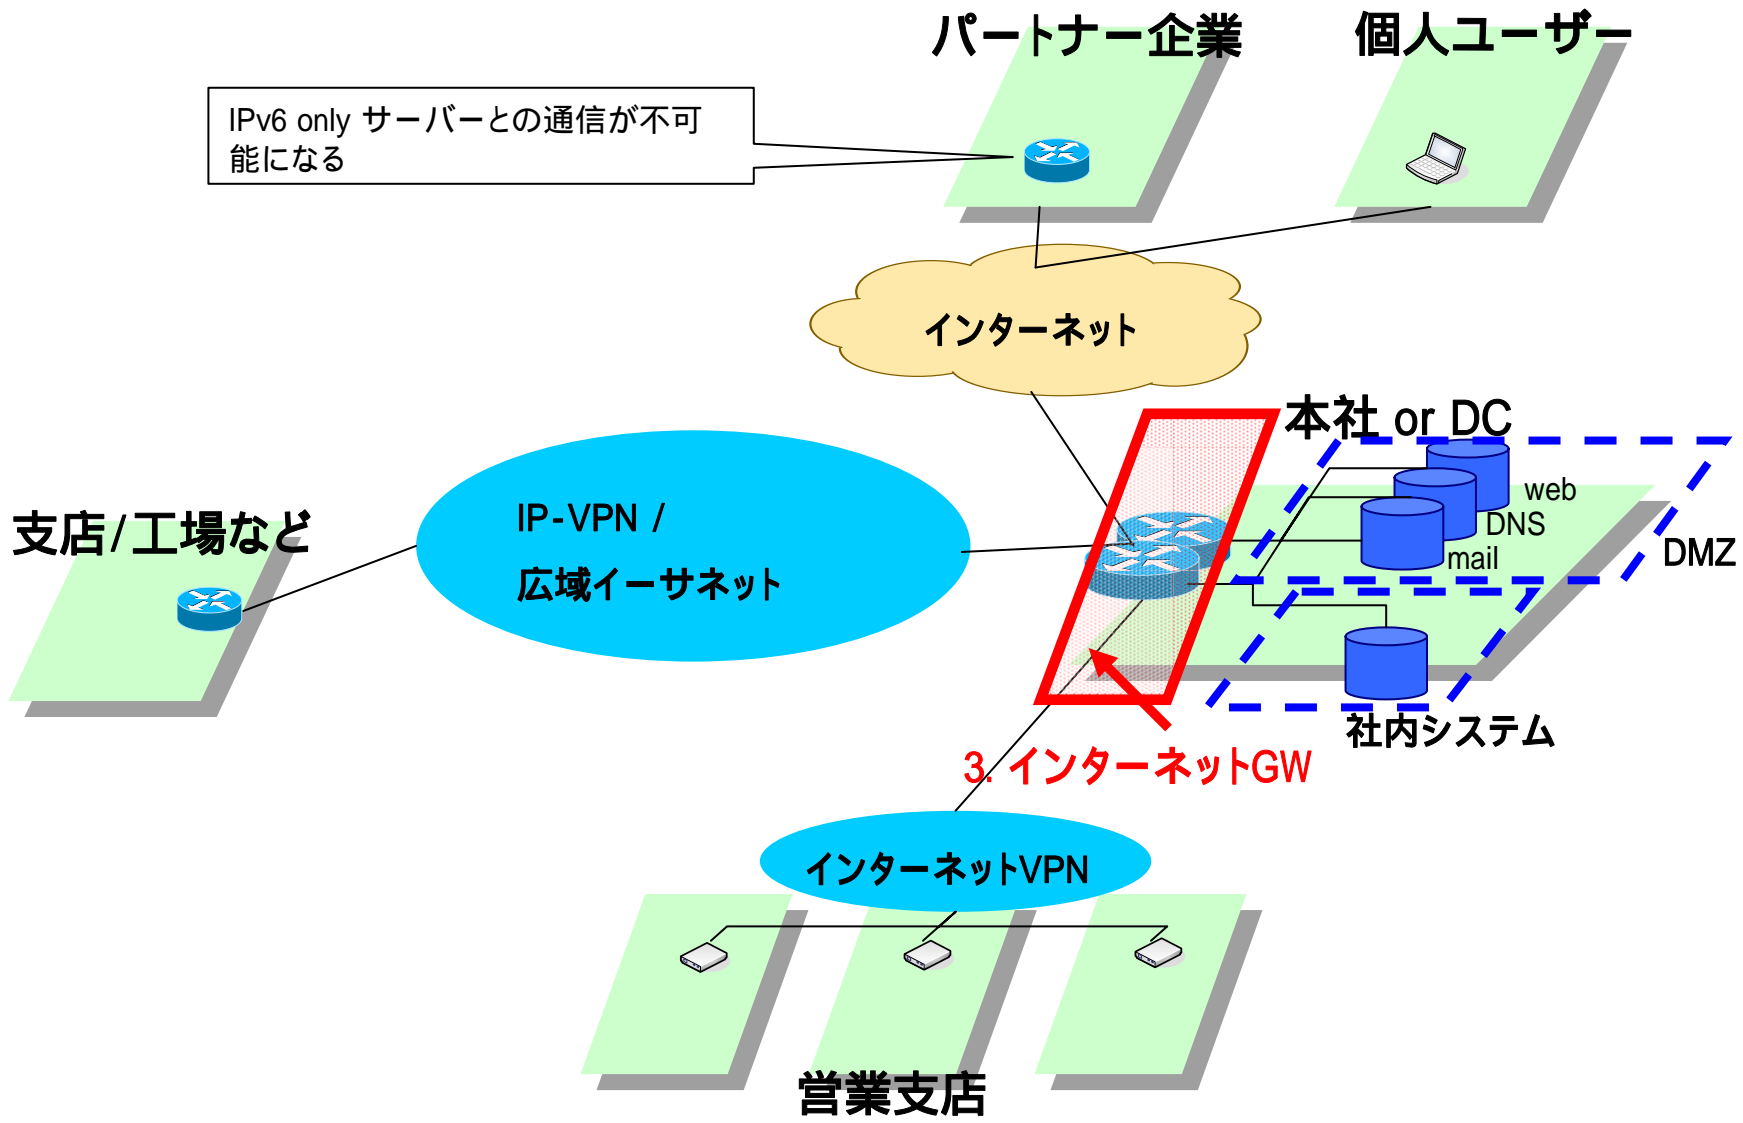 パートナー企業
個人ユーザー
IPv6 only サーバーとの通信が不可
能になる
インターネット
本社 or DC
web
DNS
mail
DMZ
支店/工場など
IP-VPN /
広域イーサネット
社内システム
3. インターネットGW
インターネットVPN
営業支店